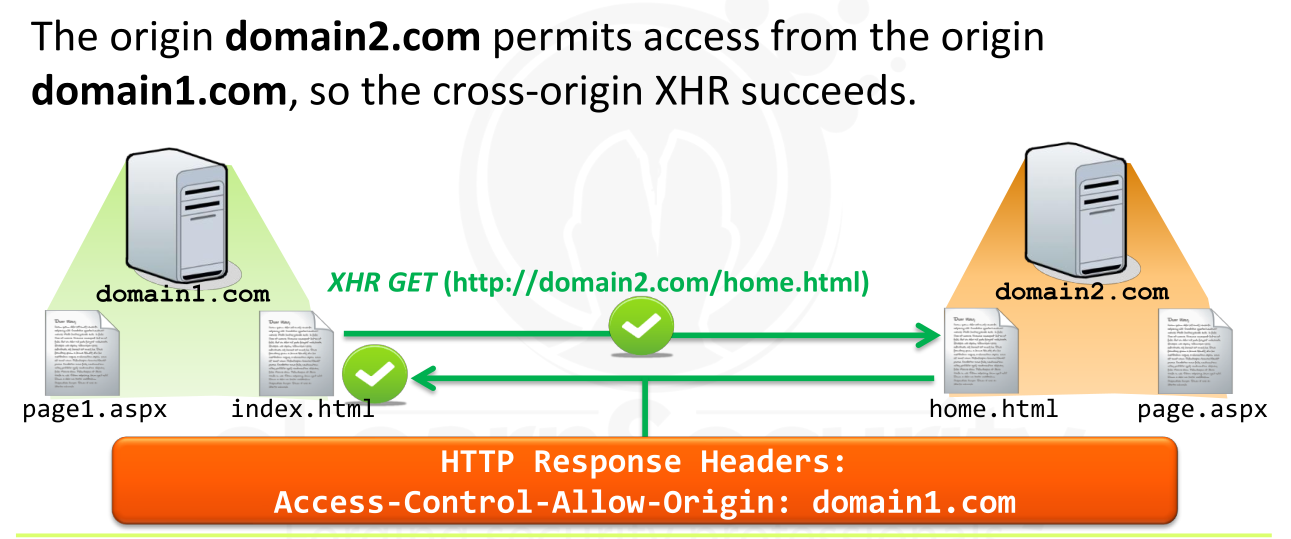 The origin domain2.com permits access from the origin
domain1.com, so the cross-origin XHR succeeds.
XHR GET (http://domain2.com/home.html)
domain1.com
domain2.com
page1.aspx
index.html
home.html
page.aspx
HTTP Response Headers:
Access-Control-Allow-Origin: domain1.com